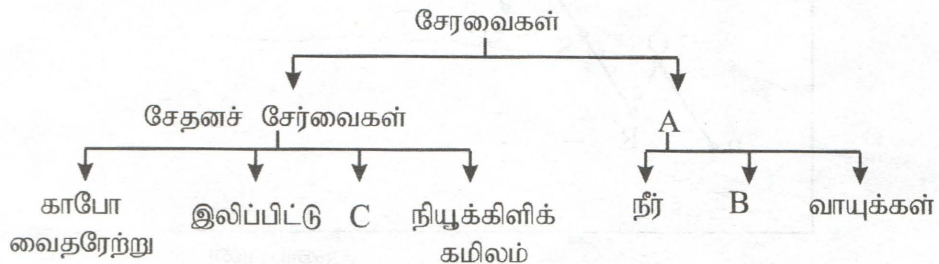 சேரவைகள்
சேதனச் சேர்வைகள் A
காபோ இலிப்பிட்டு C நியூக்கிளிக் நீர் B வாயுக்கள்
வைதரேற்று கமிலம்